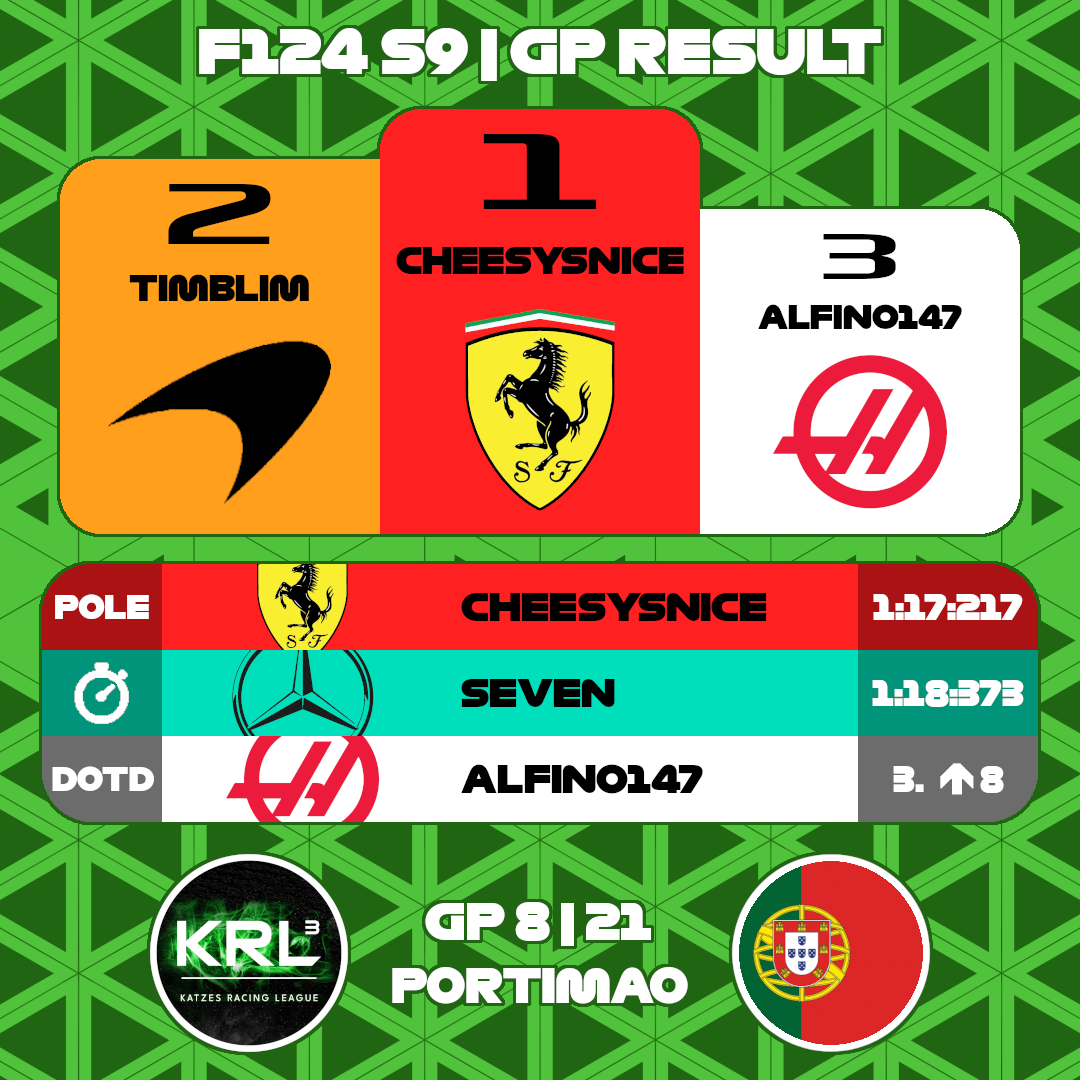 F124 S9 | GP RESULT
1
CHEESYSNICE
2
TIMBLIM
3
ALFINO147
S F
POLE
S F
CHEESYSNICE
1:17:217
SEVEN
1:18:373
DOTD
ALFINO147
3. ↑8
KRL3
KATZES RACING LEAGUE
GP 8 | 21
PORTIMAO